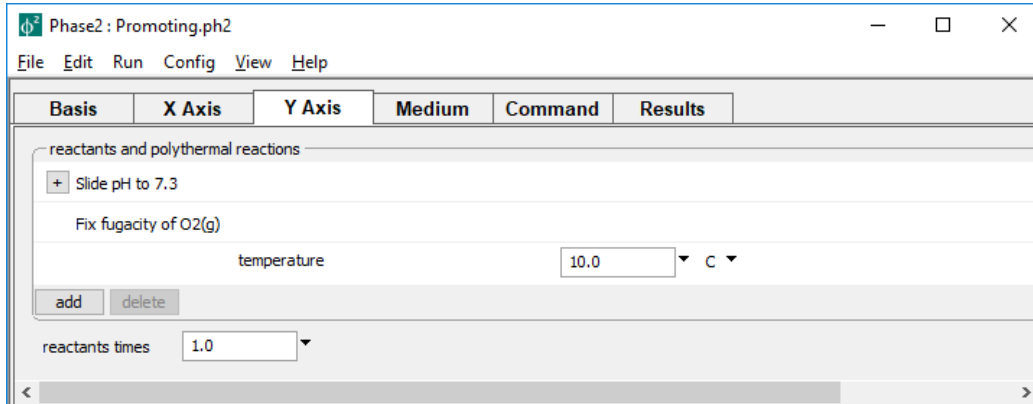 Phase2 : Promoting.ph2
File Edit Run Config View Help
Basis X Axis Y Axis Medium Command Results
reactants and polythermal reactions
+ Slide pH to 7.3
Fix fugacity of O2(g)
temperature 10.0 C
add delete
reactants times 1.0